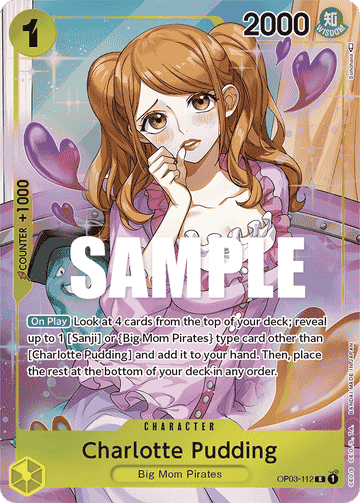 1
2000
知
WISDOM
COUNTER +1000
SAMPLE
On Play Look at 4 cards from the top of your deck; reveal
up to 1 [Sanji] or {Big Mom Pirates} type card other than
[Charlotte Pudding] and add it to your hand. Then, place
the rest at the bottom of your deck in any order.
CHARACTER
Charlotte Pudding
OP03-112 R 1
Big Mom Pirates